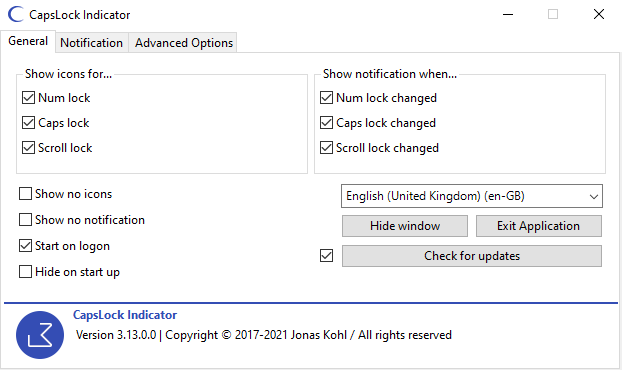 CapsLock Indicator
General
Notification
Advanced Options
Show icons for...
Show notification when...
Num lock
Num lock changed
Caps lock
Caps lock changed
Scroll lock
Scroll lock changed
Show no icons
English (United Kingdom) (en-GB)
Show no notification
Hide window
Exit Application
Start on logon
Check for updates
Hide on start up
CapsLock Indicator
Version 3.13.0.0 | Copyright © 2017-2021 Jonas Kohl / All rights reserved